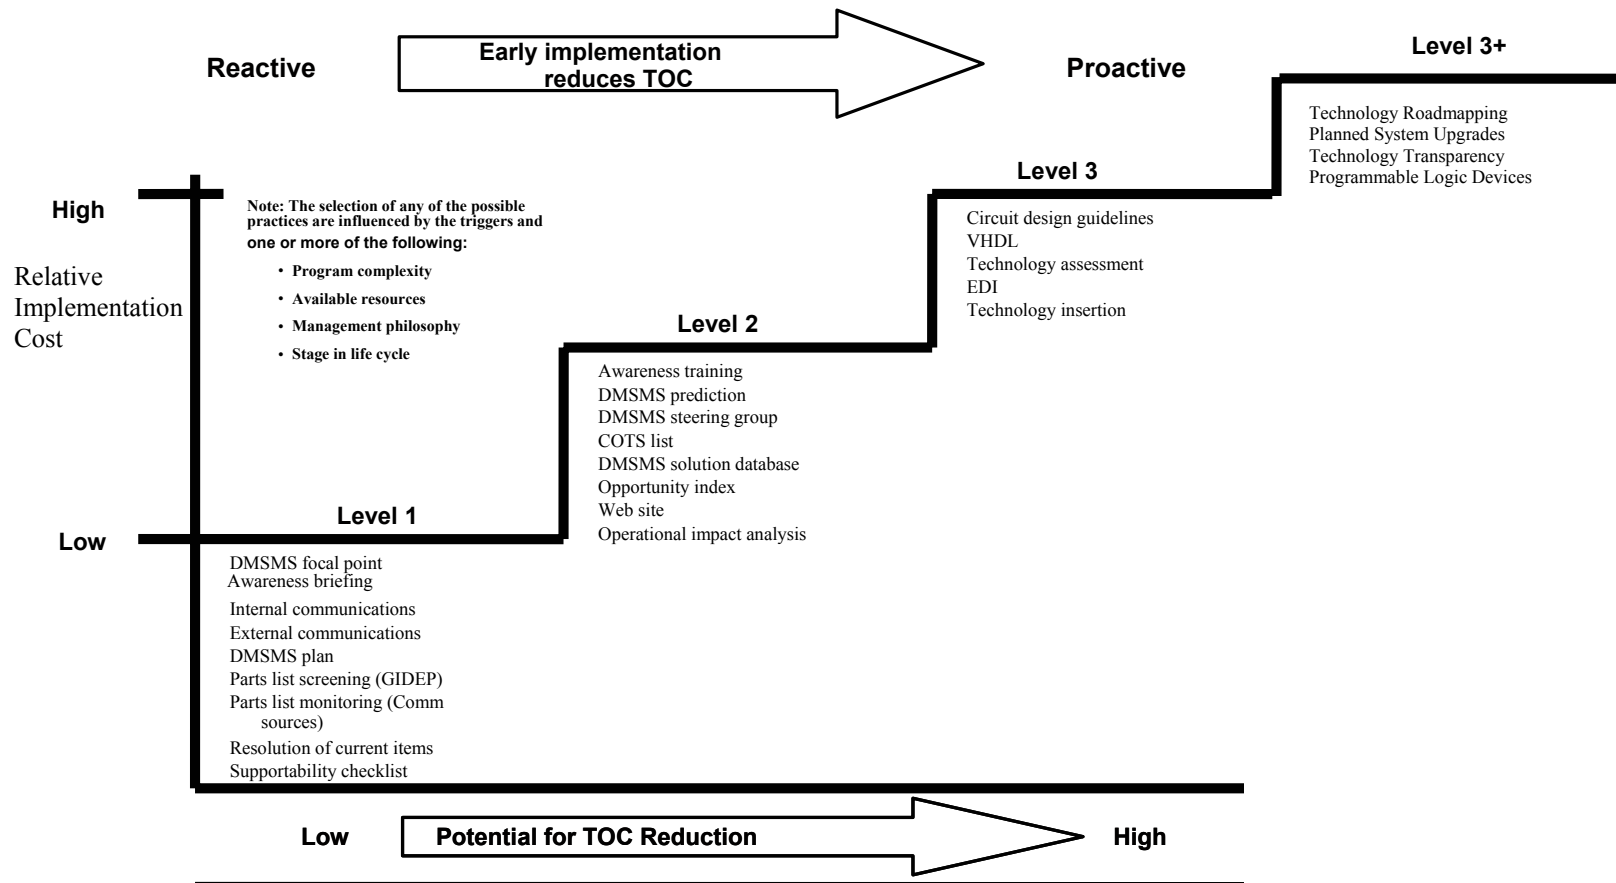 Reactive
Early implementation
reduces TOC
Proactive
Level 3+
Technology Roadmapping
Planned System Upgrades
Technology Transparency
Programmable Logic Devices
Level 3
Circuit design guidelines
VHDL
Technology assessment
EDI
Technology insertion
High
Relative
Implementation
Cost
Low
Note: The selection of any of the possible
practices are influenced by the triggers and
one or more of the following:
• Program complexity
• Available resources
• Management philosophy
• Stage in life cycle
Level 2
Awareness training
DMSMS prediction
DMSMS steering group
COTS list
DMSMS solution database
Opportunity index
Web site
Operational impact analysis
Level 1
DMSMS focal point
Awareness briefing
Internal communications
External communications
DMSMS plan
Parts list screening (GIDEP)
Parts list monitoring (Comm
sources)
Resolution of current items
Supportability checklist
Low
Potential for TOC Reduction
High